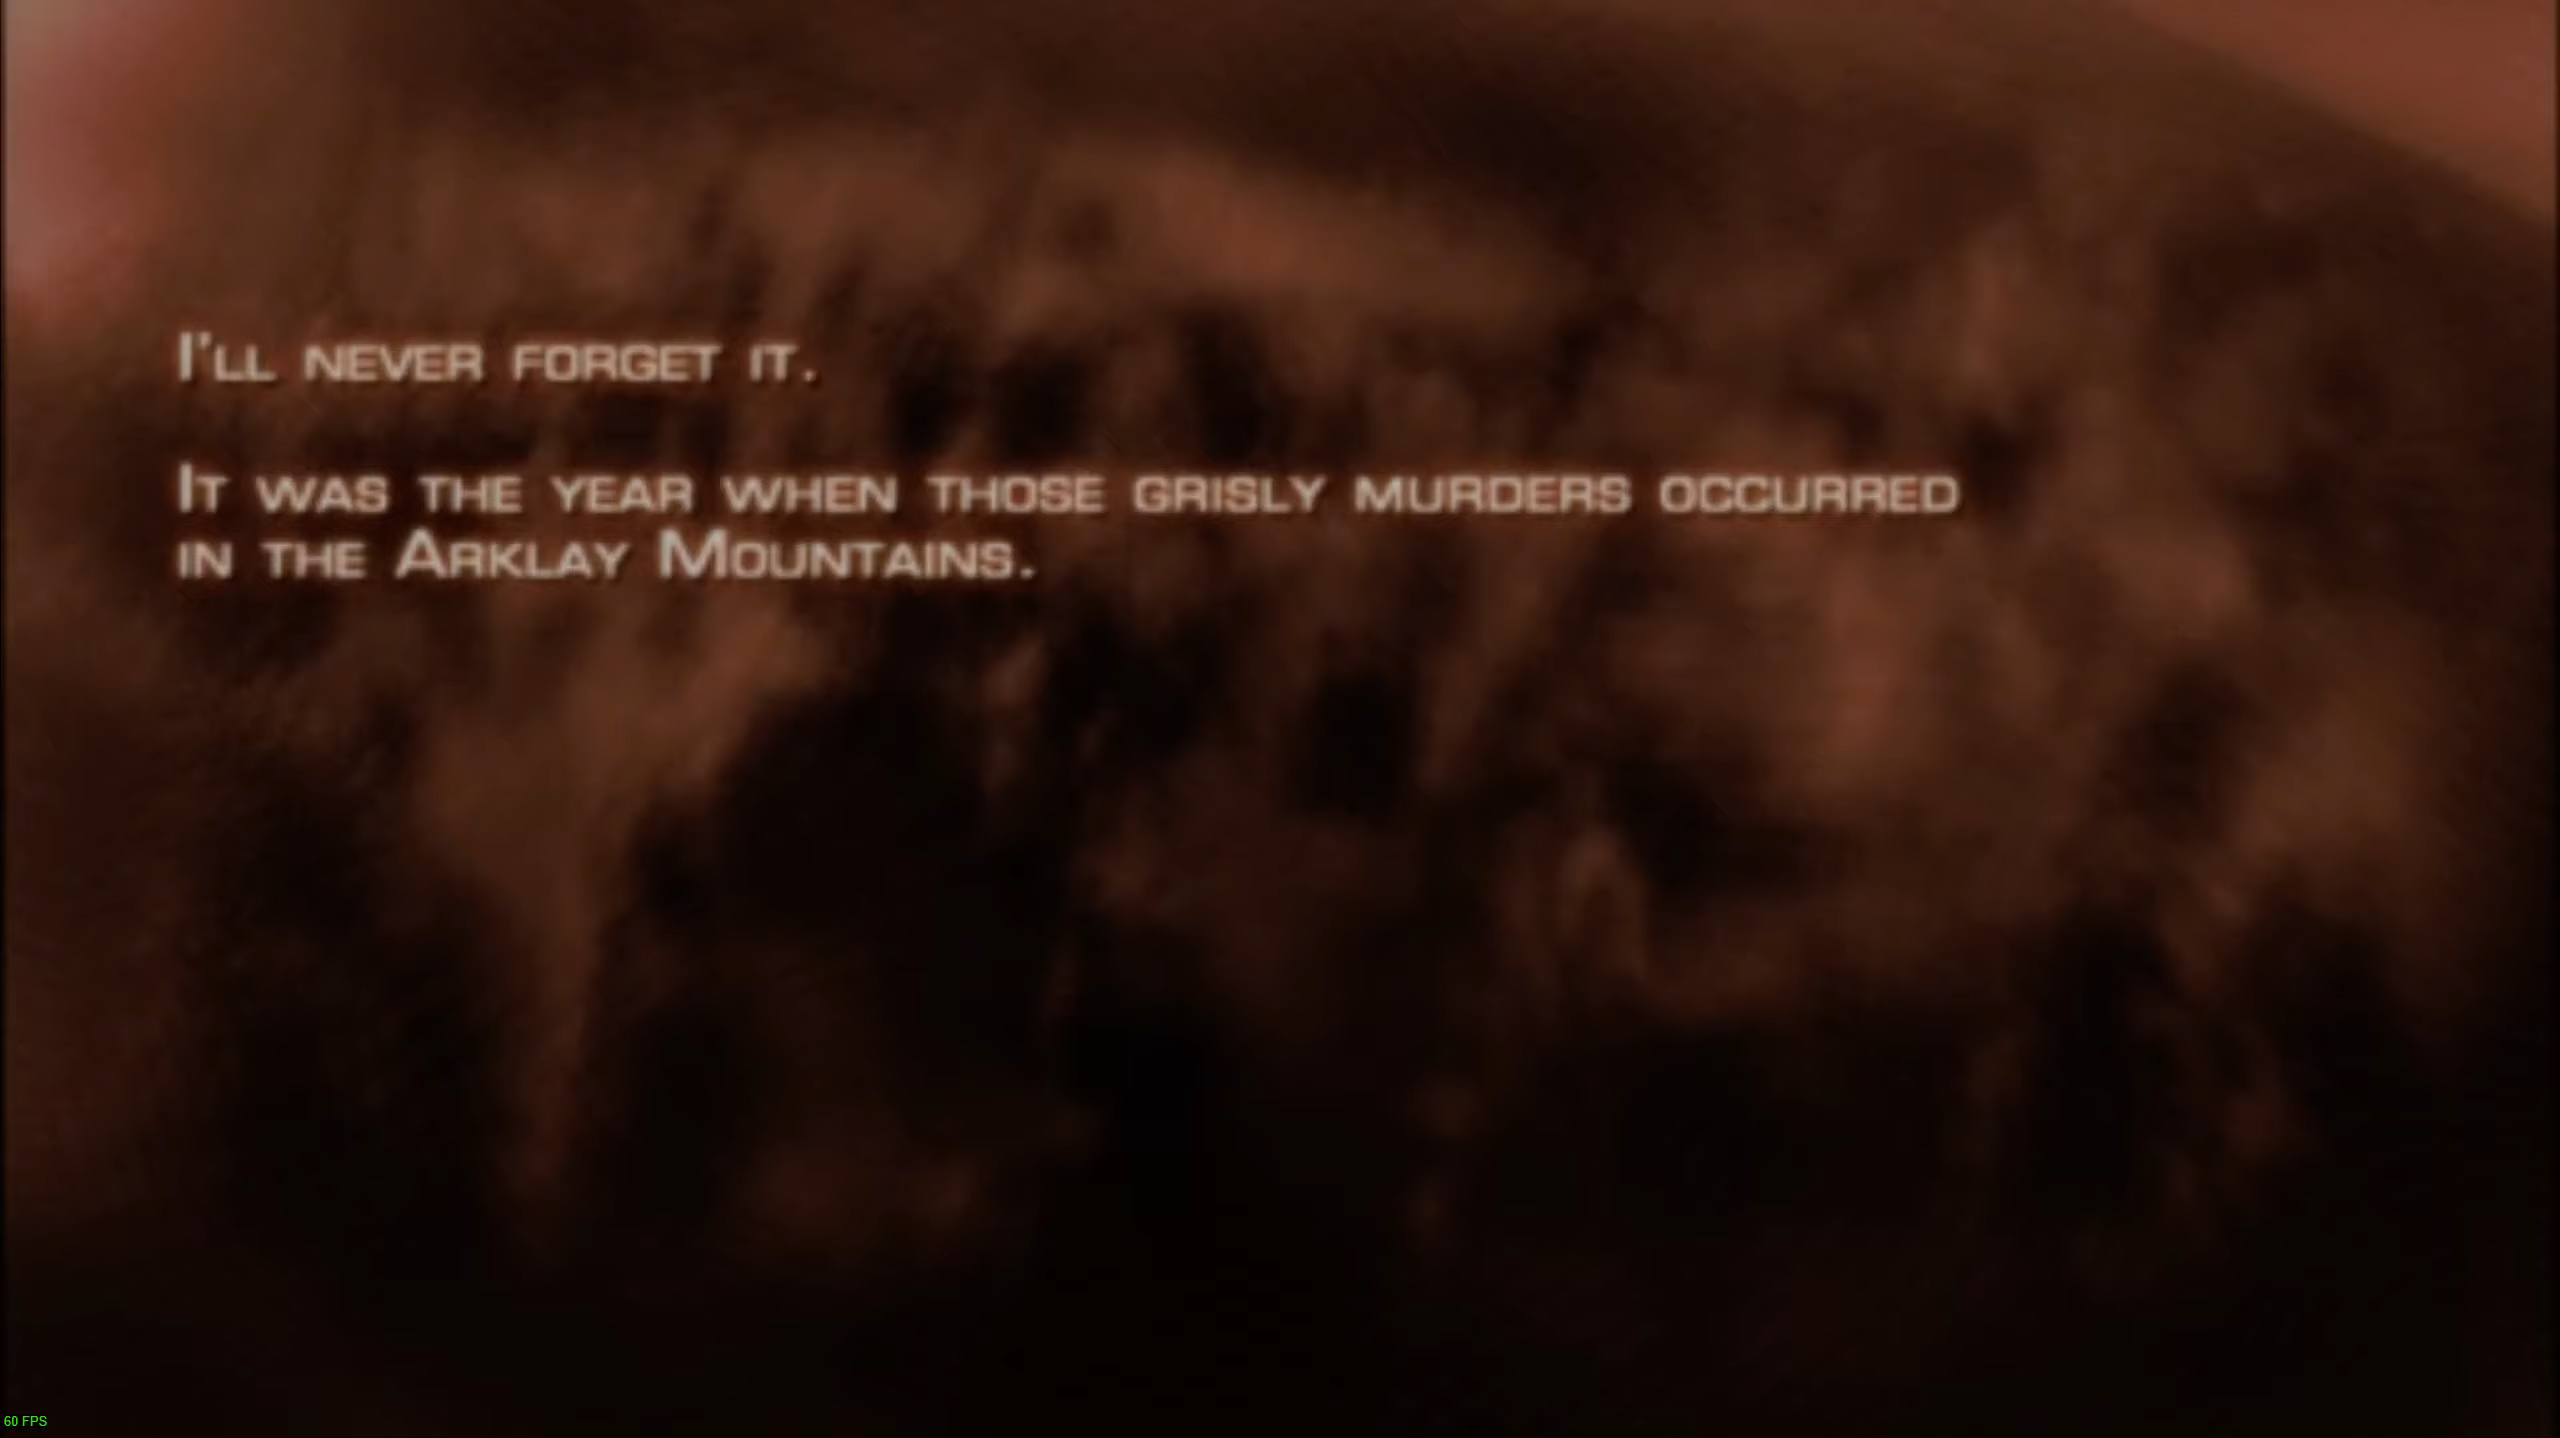 I'll never forget it.
It was the year when those grisly murders occurred
in the Arklay Mountains.
60 FPS